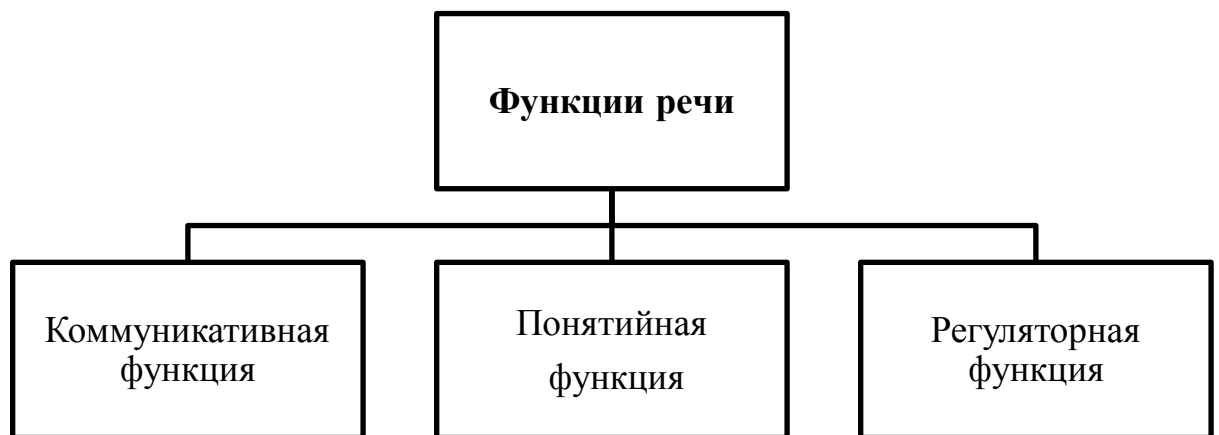 Функции речи
Коммуникативная
функция
Понятийная
функция
Регуляторная
функция